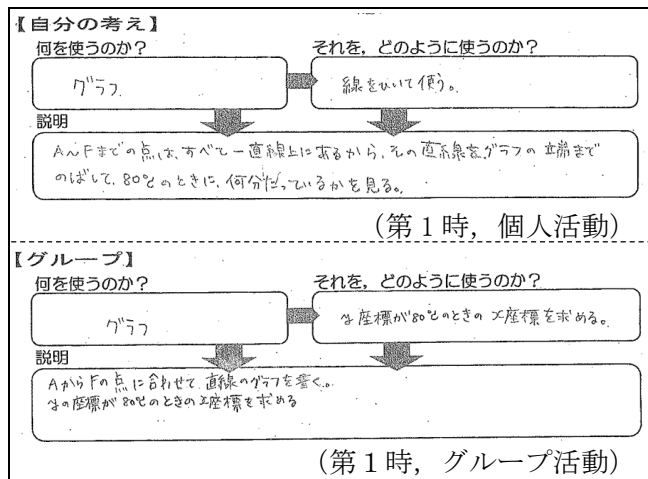 【自分の考え】
何を使うのか？
それを，どのように使うのか？
グラフ
線をひいて使う。
説明
A～Fまでの点は、すべて一直線上にあるから、その直線を、グラフの端まで
のばして、80℃のときに、何分たっているかを見る。
（第１時，個人活動）
【グループ】
何を使うのか？
それを，どのように使うのか？
グラフ
y座標が80℃のときの x座標を求める。
説明
AからFの点に合わせて、直線のグラフを書く。
yの座標が80℃のときのx座標を求める
（第１時，グループ活動）